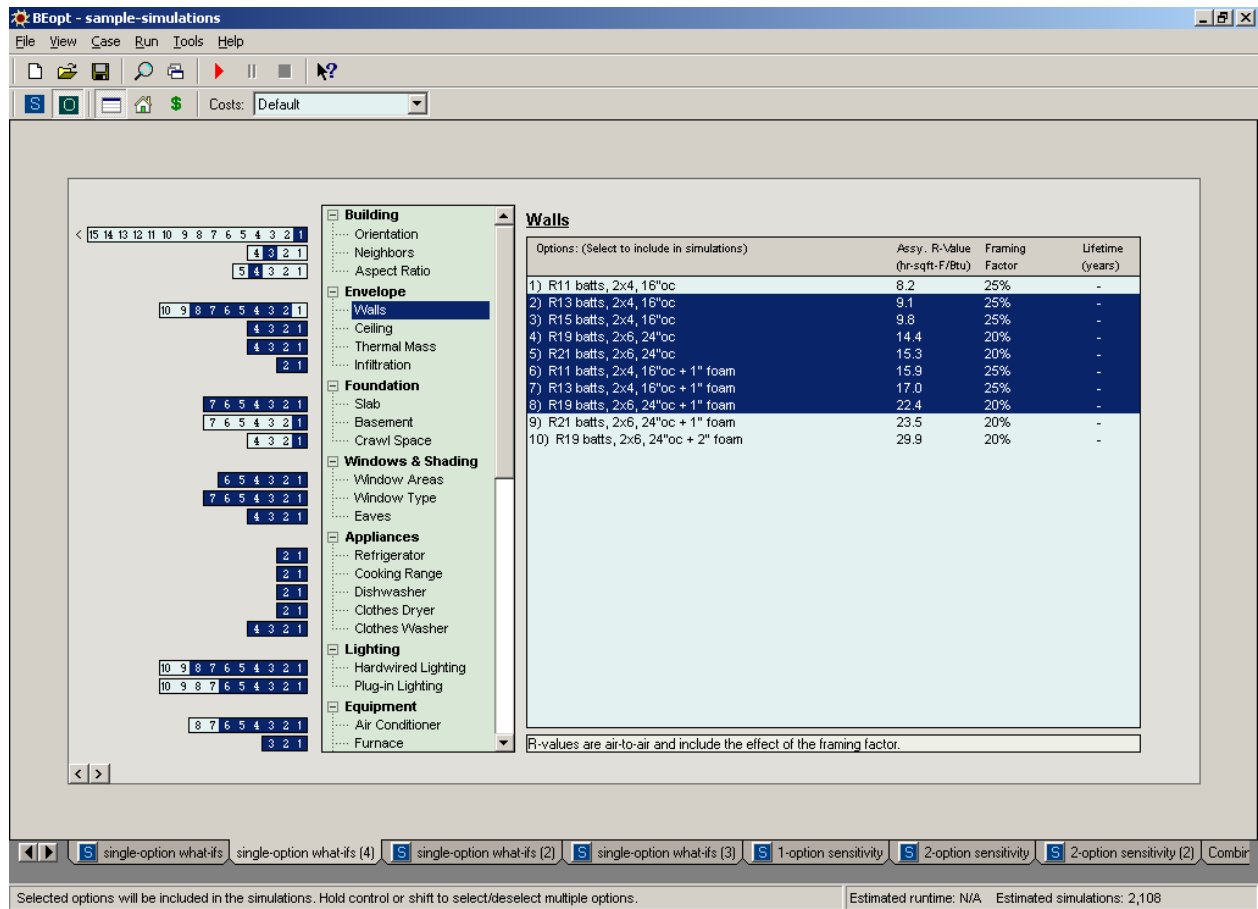 BEopt - sample-simulations
File View Case Run Tools Help
S O $ Costs: Default
< 15 14 13 12 11 10 9 8 7 6 5 4 3 2 1
4 3 2 1
5 4 3 2 1
10 9 8 7 6 5 4 3 2 1
4 3 2 1
4 3 2 1
2 1
7 6 5 4 3 2 1
7 6 5 4 3 2 1
4 3 2 1
6 5 4 3 2 1
7 6 5 4 3 2 1
4 3 2 1
2 1
2 1
2 1
2 1
4 3 2 1
10 9 8 7 6 5 4 3 2 1
10 9 8 7 6 5 4 3 2 1
8 7 6 5 4 3 2 1
3 2 1
< >
Building
Orientation
Neighbors
Aspect Ratio
Envelope
Walls
Ceiling
Thermal Mass
Infiltration
Foundation
Slab
Basement
Crawl Space
Windows & Shading
Window Areas
Window Type
Eaves
Appliances
Refrigerator
Cooking Range
Dishwasher
Clothes Dryer
Clothes Washer
Lighting
Hardwired Lighting
Plug-in Lighting
Equipment
Air Conditioner
Furnace
Walls
Options: (Select to include in simulations) Assy. R-Value Framing Lifetime
(hr-sqft-F/Btu) Factor (years)
1) R11 batts, 2x4, 16"oc 8.2 25% -
2) R13 batts, 2x4, 16"oc 9.1 25% -
3) R15 batts, 2x4, 16"oc 9.8 25% -
4) R19 batts, 2x6, 24"oc 14.4 20% -
5) R21 batts, 2x6, 24"oc 15.3 20% -
6) R11 batts, 2x4, 16"oc + 1" foam 15.9 25% -
7) R13 batts, 2x4, 16"oc + 1" foam 17.0 25% -
8) R19 batts, 2x6, 24"oc + 1" foam 22.4 20% -
9) R21 batts, 2x6, 24"oc + 1" foam 23.5 20% -
10) R19 batts, 2x6, 24"oc + 2" foam 29.9 20% -
R-values are air-to-air and include the effect of the framing factor.
S single-option what-ifs single-option what-ifs (4) S single-option what-ifs (2) S single-option what-ifs (3) S 1-option sensitivity S 2-option sensitivity S 2-option sensitivity (2) Combin
Selected options will be included in the simulations. Hold control or shift to select/deselect multiple options. Estimated runtime: N/A Estimated simulations: 2,108